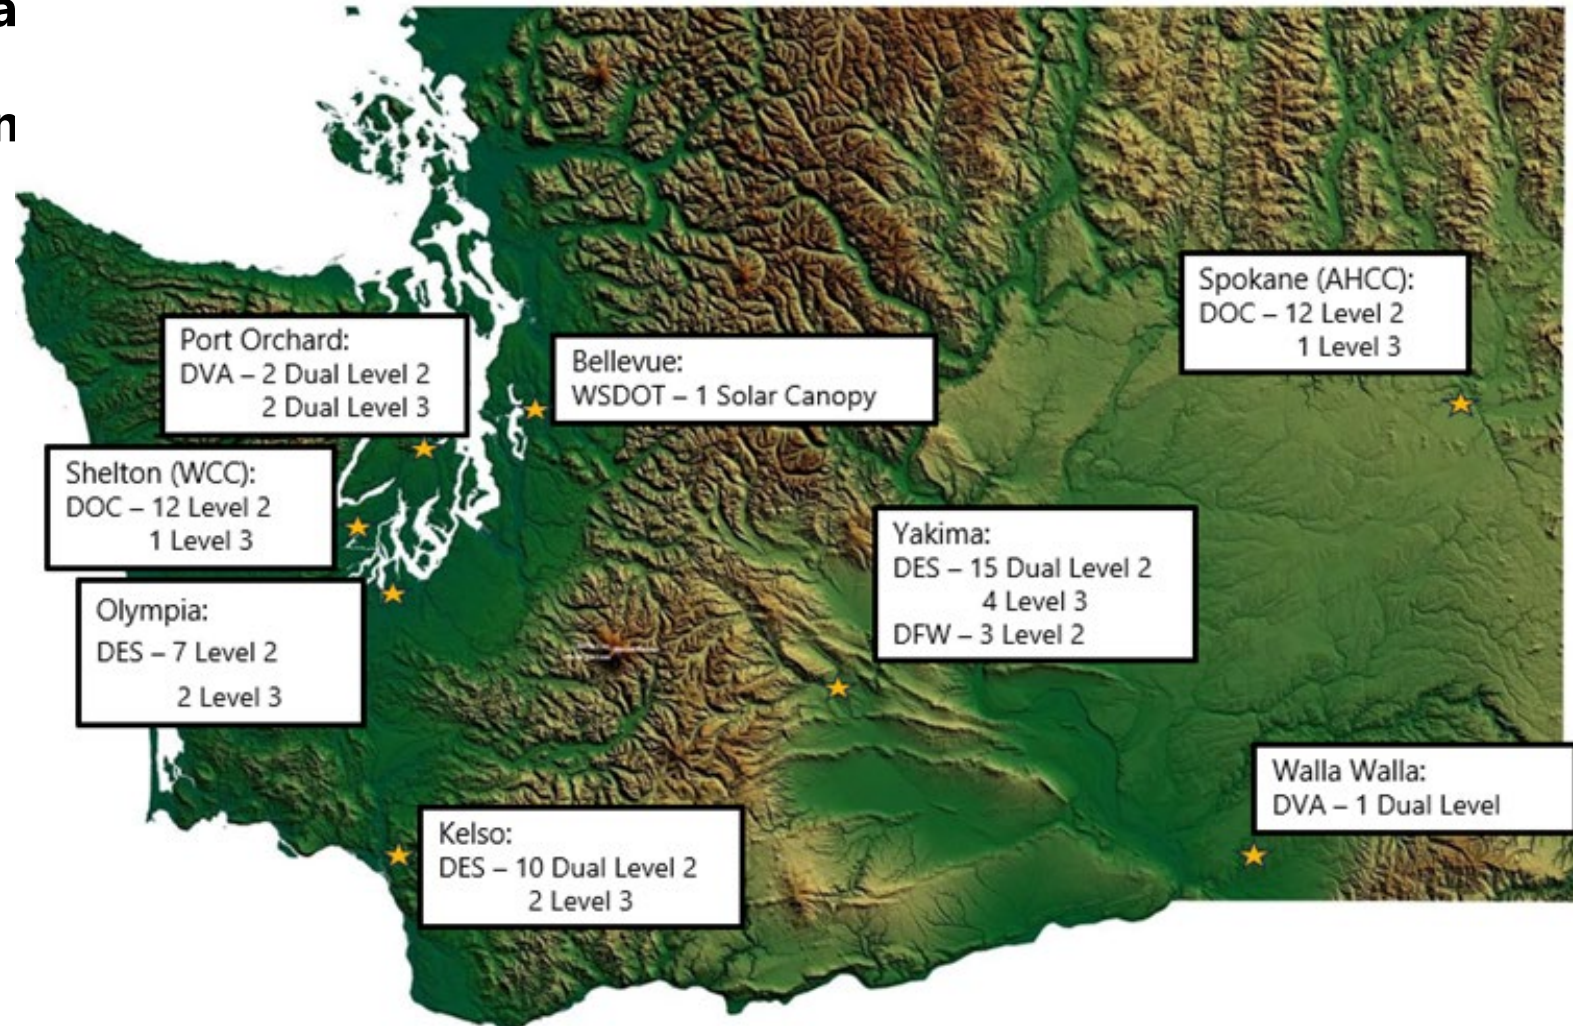 a
n
Spokane (AHCC):
DOC – 12 Level 2
1 Level 3
Port Orchard:
DVA – 2 Dual Level 2
2 Dual Level 3
Bellevue:
WSDOT – 1 Solar Canopy
Shelton (WCC):
DOC – 12 Level 2
1 Level 3
Yakima:
DES – 15 Dual Level 2
4 Level 3
DFW – 3 Level 2
Olympia:
DES – 7 Level 2
2 Level 3
Walla Walla:
DVA – 1 Dual Level
Kelso:
DES – 10 Dual Level 2
2 Level 3